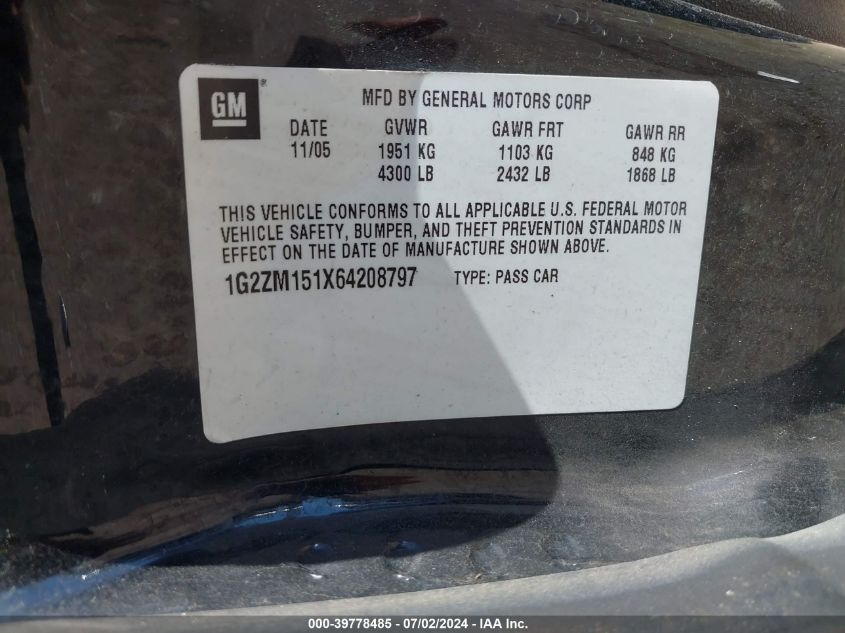 GM®
MFD BY GENERAL MOTORS CORP
DATE GVWR GAWR FRT GAWR RR
11/05 1951 KG 1103 KG 848 KG
4300 LB 2432 LB 1868 LB
THIS VEHICLE CONFORMS TO ALL APPLICABLE U.S. FEDERAL MOTOR
VEHICLE SAFETY, BUMPER, AND THEFT PREVENTION STANDARDS IN
EFFECT ON THE DATE OF MANUFACTURE SHOWN ABOVE.
1G2ZM151X64208797 TYPE: PASS CAR
000-39778485 - 07/02/2024 - IAA Inc.